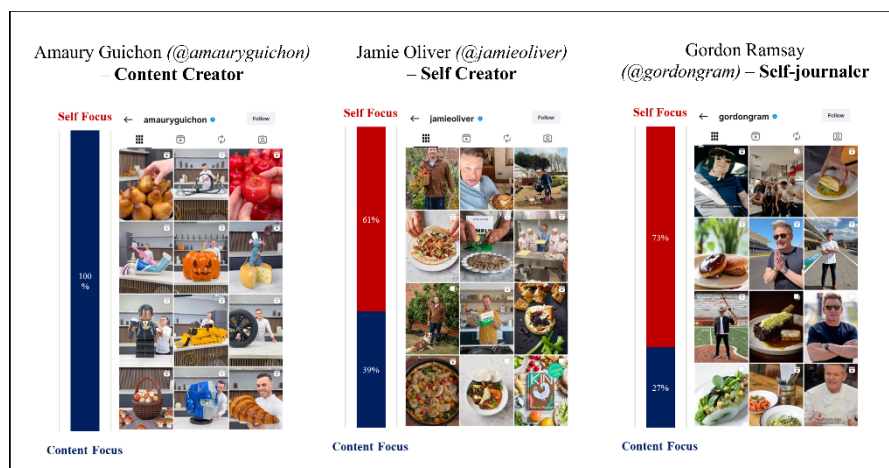 Amaury Guichon (@amauryguichon)
– Content Creator
Self Focus
amauryguichon
Follow
100
%
Content Focus
Jamie Oliver (@jamieoliver)
– Self Creator
Self Focus
jamieoliver
Follow
61%
39%
Content Focus
Gordon Ramsay
(@gordongram) – Self-journaler
Self Focus
gordongram
Follow
73%
27%
Content Focus